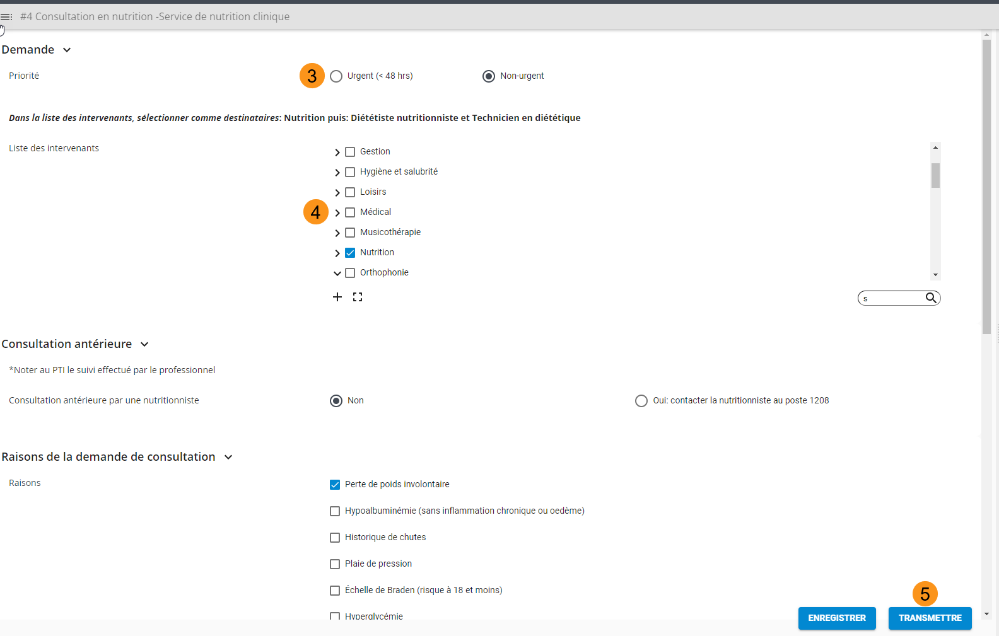 #4 Consultation en nutrition -Service de nutrition clinique
Demande
Priorité
3
Urgent (< 48 hrs)
Non-urgent
Dans la liste des intervenants, sélectionner comme destinataires: Nutrition puis: Diététiste nutritionniste et Technicien en diététique
Liste des intervenants
Gestion
Hygiène et salubrité
Loisirs
4
Médical
Musicothérapie
Nutrition
Orthophonie
s
Consultation antérieure
*Noter au PTI le suivi effectué par le professionnel
Consultation antérieure par une nutritionniste
Non
Oui: contacter la nutritionniste au poste 1208
Raisons de la demande de consultation
Raisons
Perte de poids involontaire
Hypoalbuminémie (sans inflammation chronique ou oedème)
Historique de chutes
Plaie de pression
Échelle de Braden (risque à 18 et moins)
Hyperglycémie
5
ENREGISTRER
TRANSMETTRE